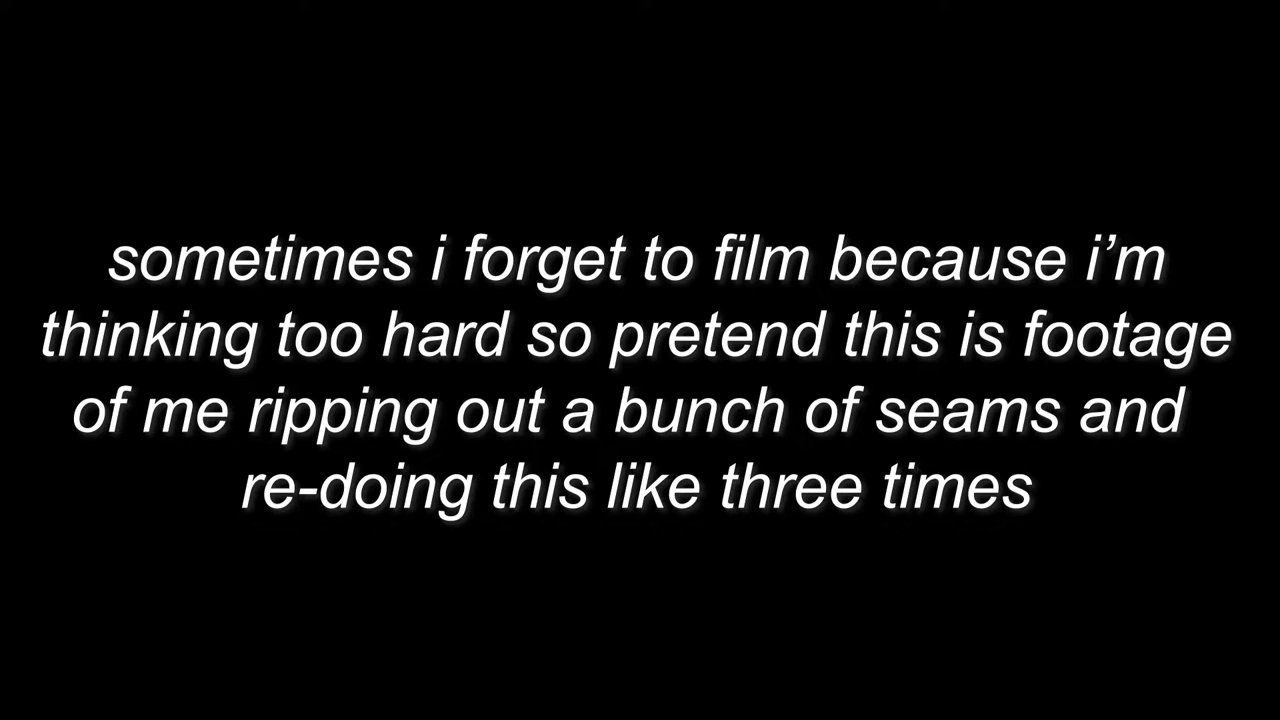 sometimes i forget to film because i’m
thinking too hard so pretend this is footage
of me ripping out a bunch of seams and
re-doing this like three times